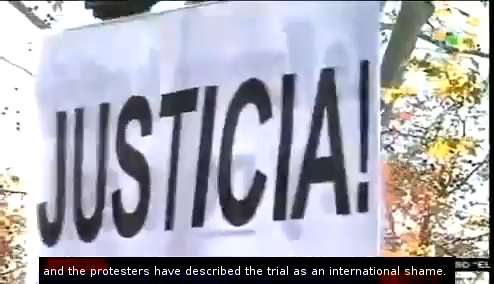 JUSTICIA!
and the protesters have described the trial as an international shame.